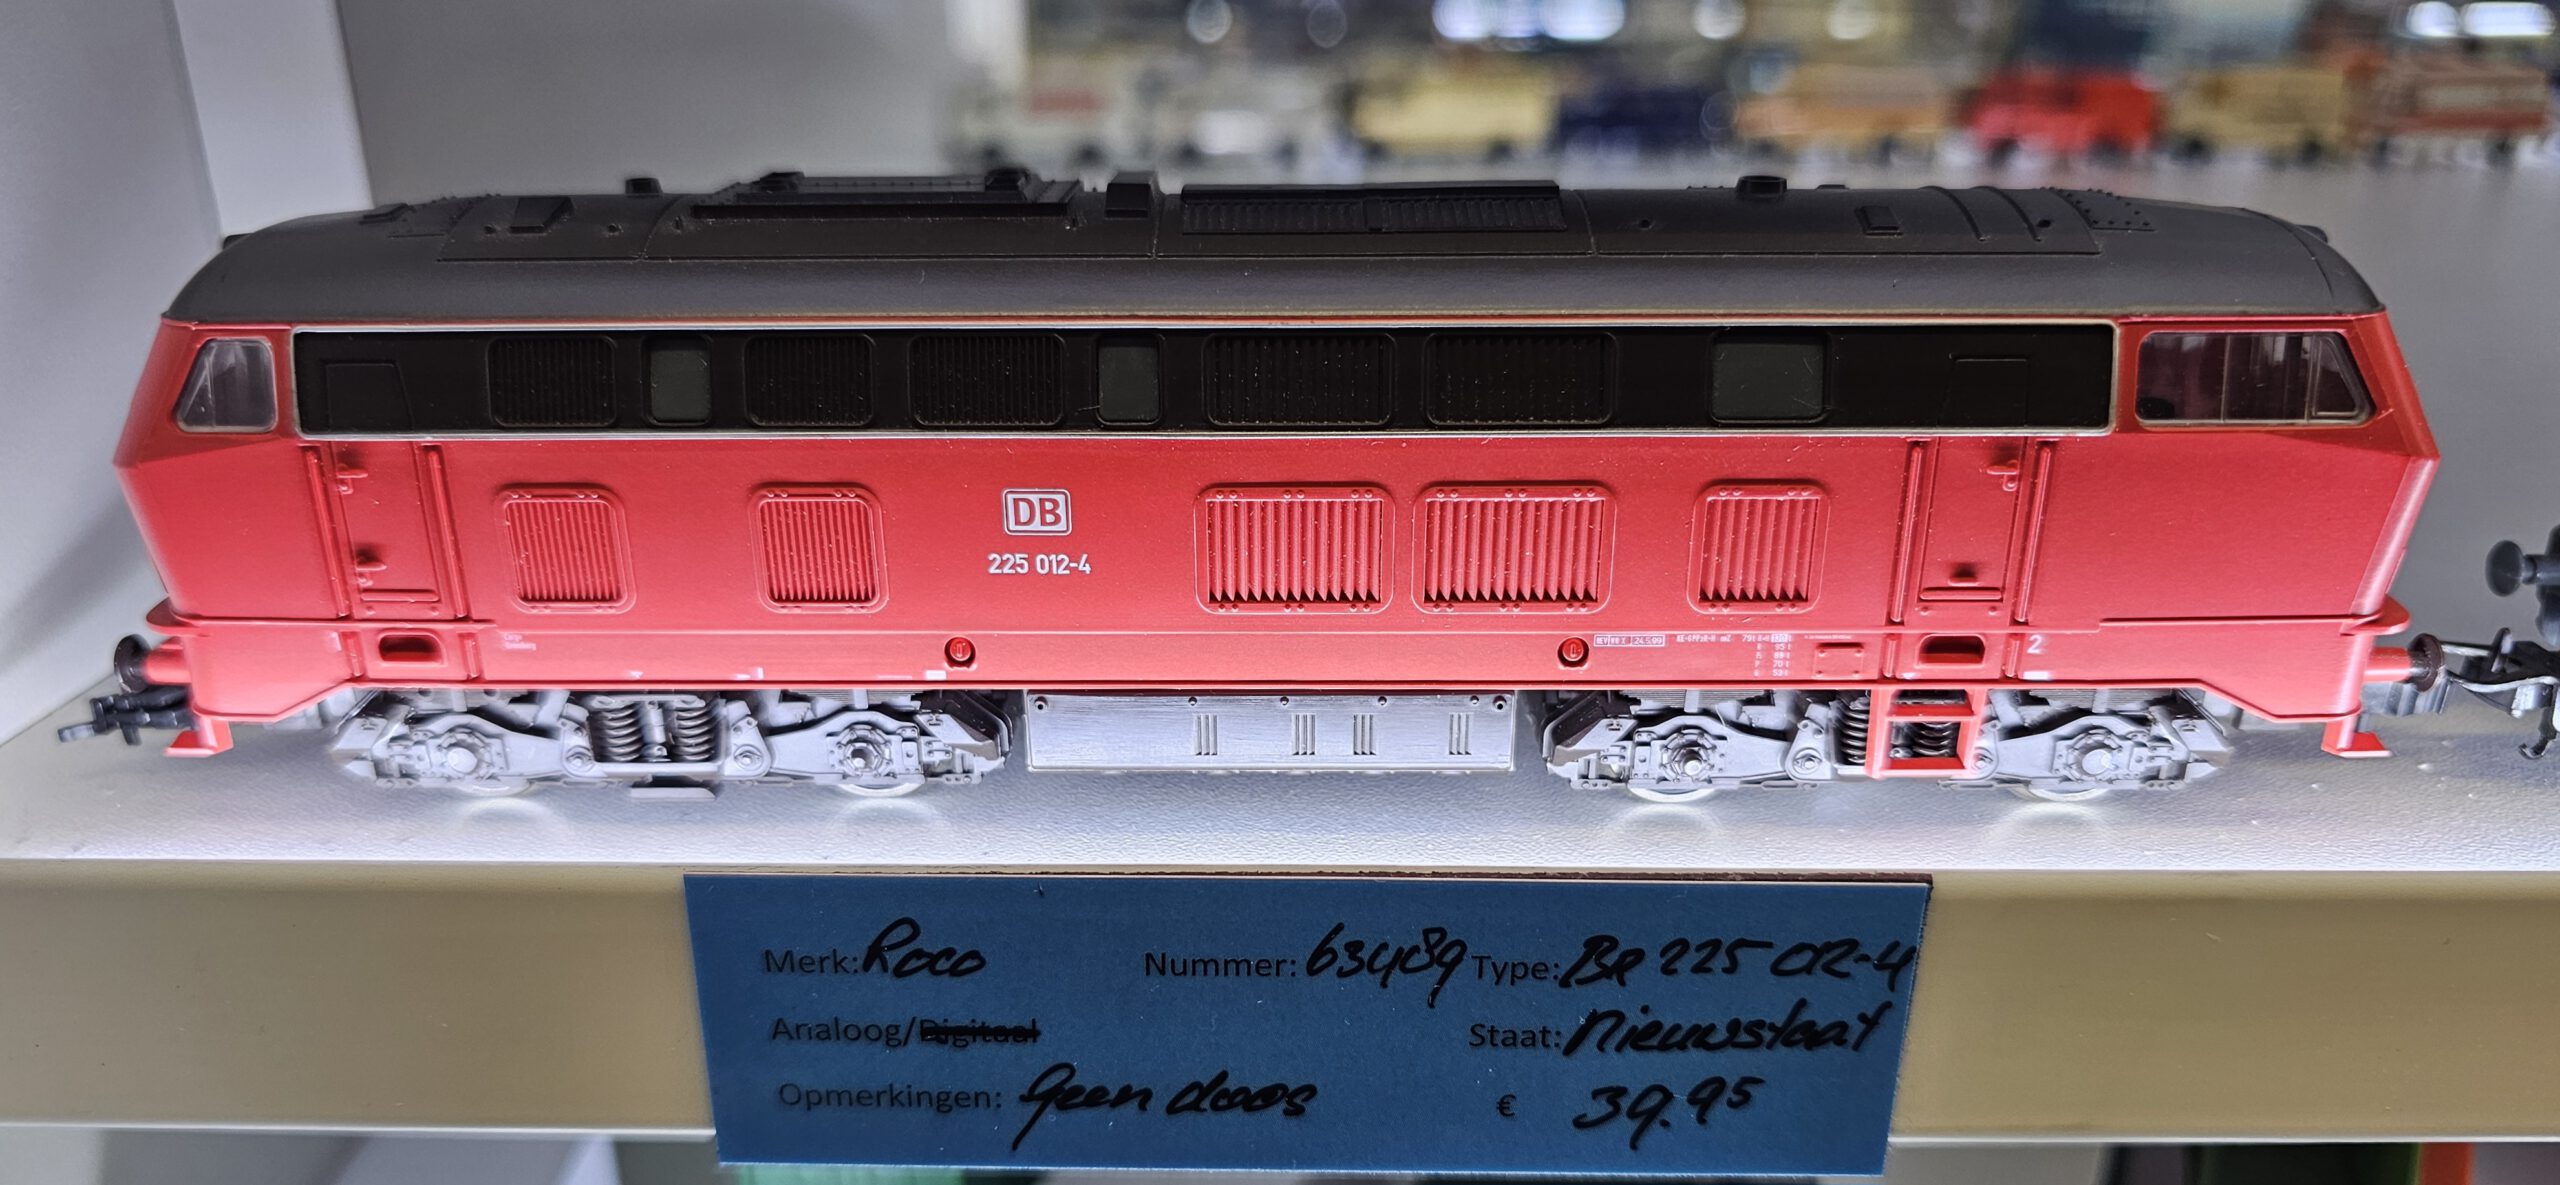 DB
225 012-4
2
Merk: Roco Nummer: 63489 Type: BR 225 012-4
Analoog/Digitaal
Staat: Nieuwstaat
Opmerkingen: Geen doos € 39.95